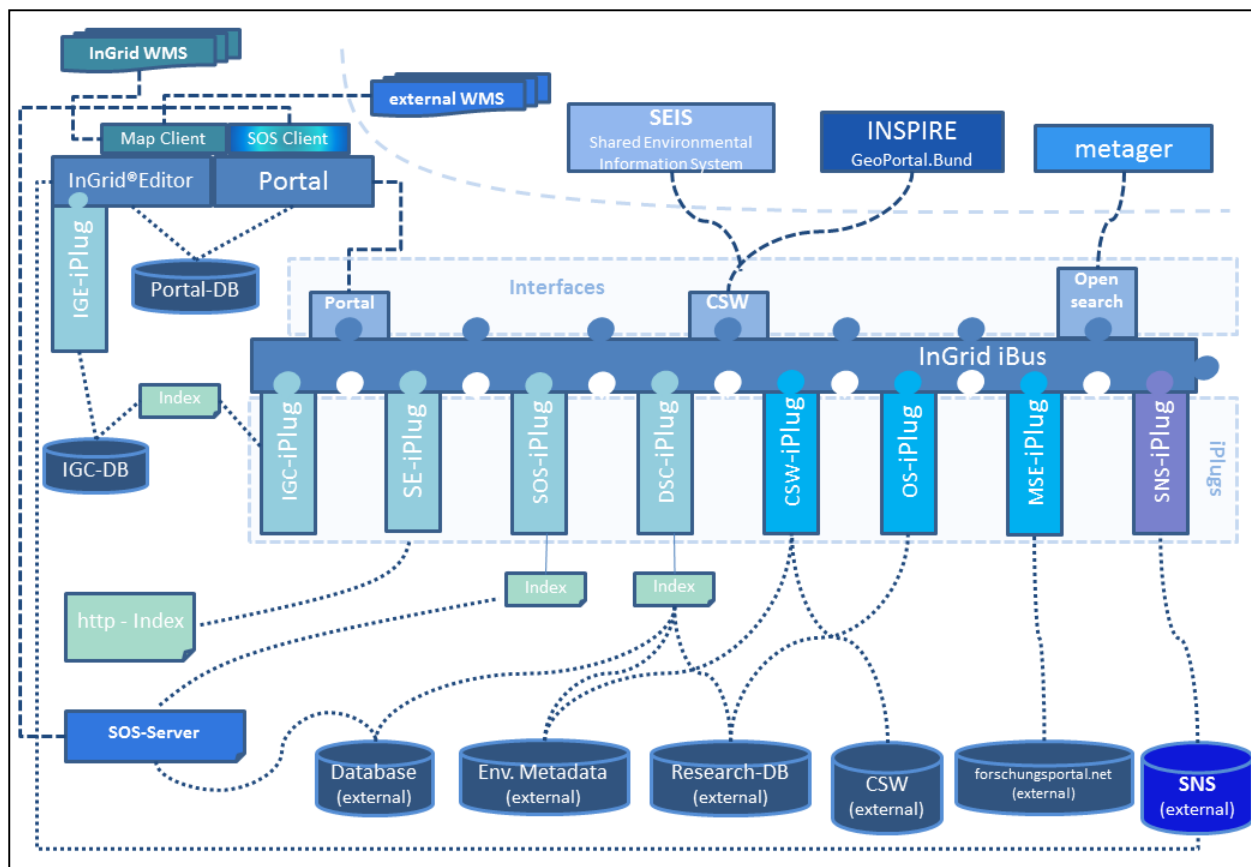 InGrid WMS
external WMS
Map Client
SOS Client
SEIS
Shared Environmental
Information System
INSPIRE
GeoPortal.Bund
metager
InGrid®Editor
Portal
IGE-iPlug
Portal-DB
Interfaces
Portal
CSW
Open
search
InGrid iBus
Index
IGC-DB
IGC-iPlug
SE-iPlug
SOS-iPlug
DSC-iPlug
CSW-iPlug
OS-iPlug
MSE-iPlug
SNS-iPlug
iPlugs
Index
Index
http - Index
SOS-Server
Database
(external)
Env. Metadata
(external)
Research-DB
(external)
CSW
(external)
forschungsportal.net
(external)
SNS
(external)